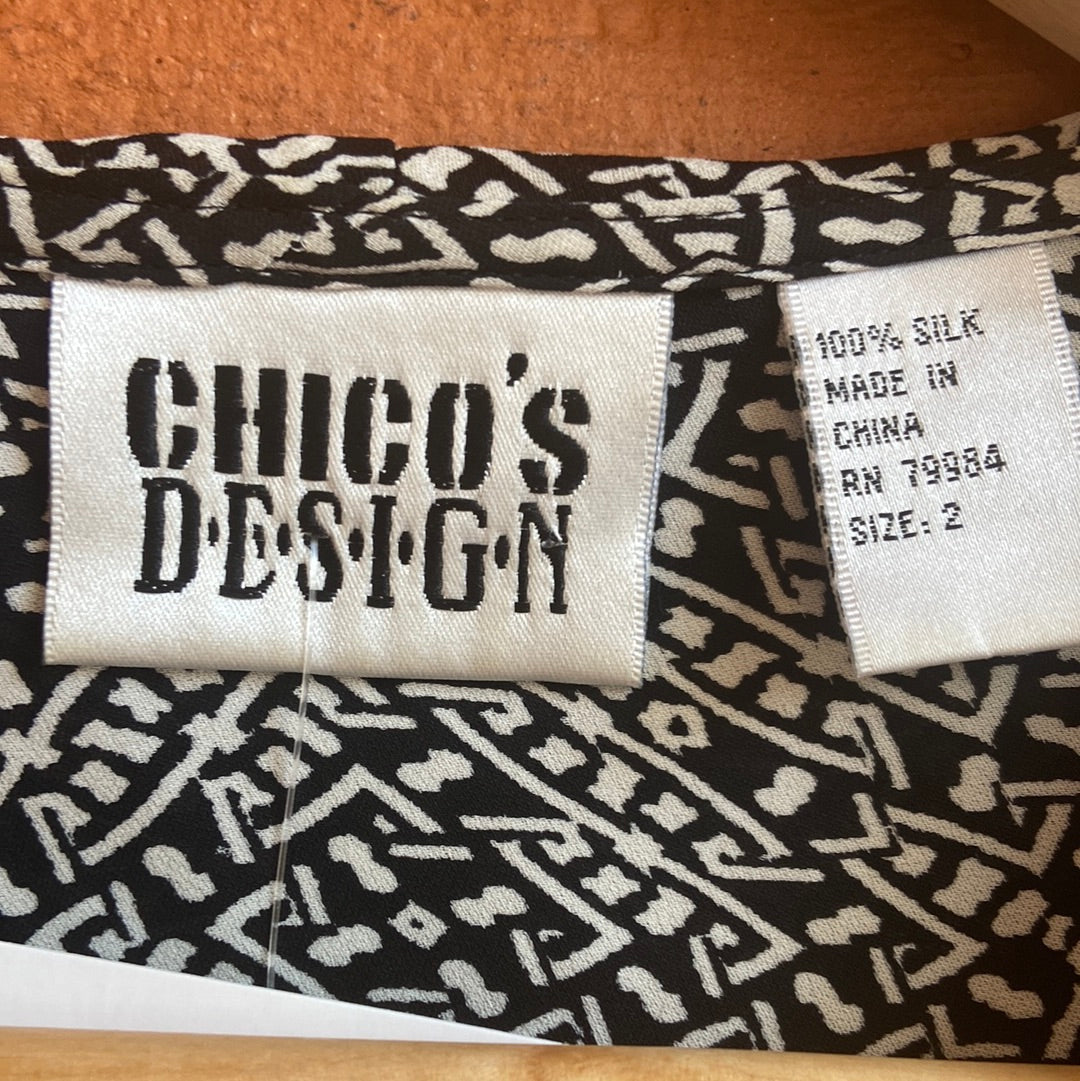 CHICO'S
D·E·S·I·G·N
100% SILK
MADE IN
CHINA
RN 79984
SIZE: 2